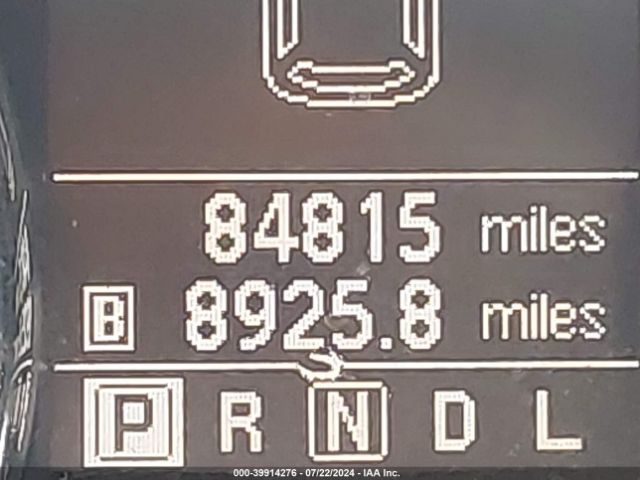 84815 miles
B 8925.8 miles
P R N D L
000-39914276 - 07/22/2024 - IAA Inc.